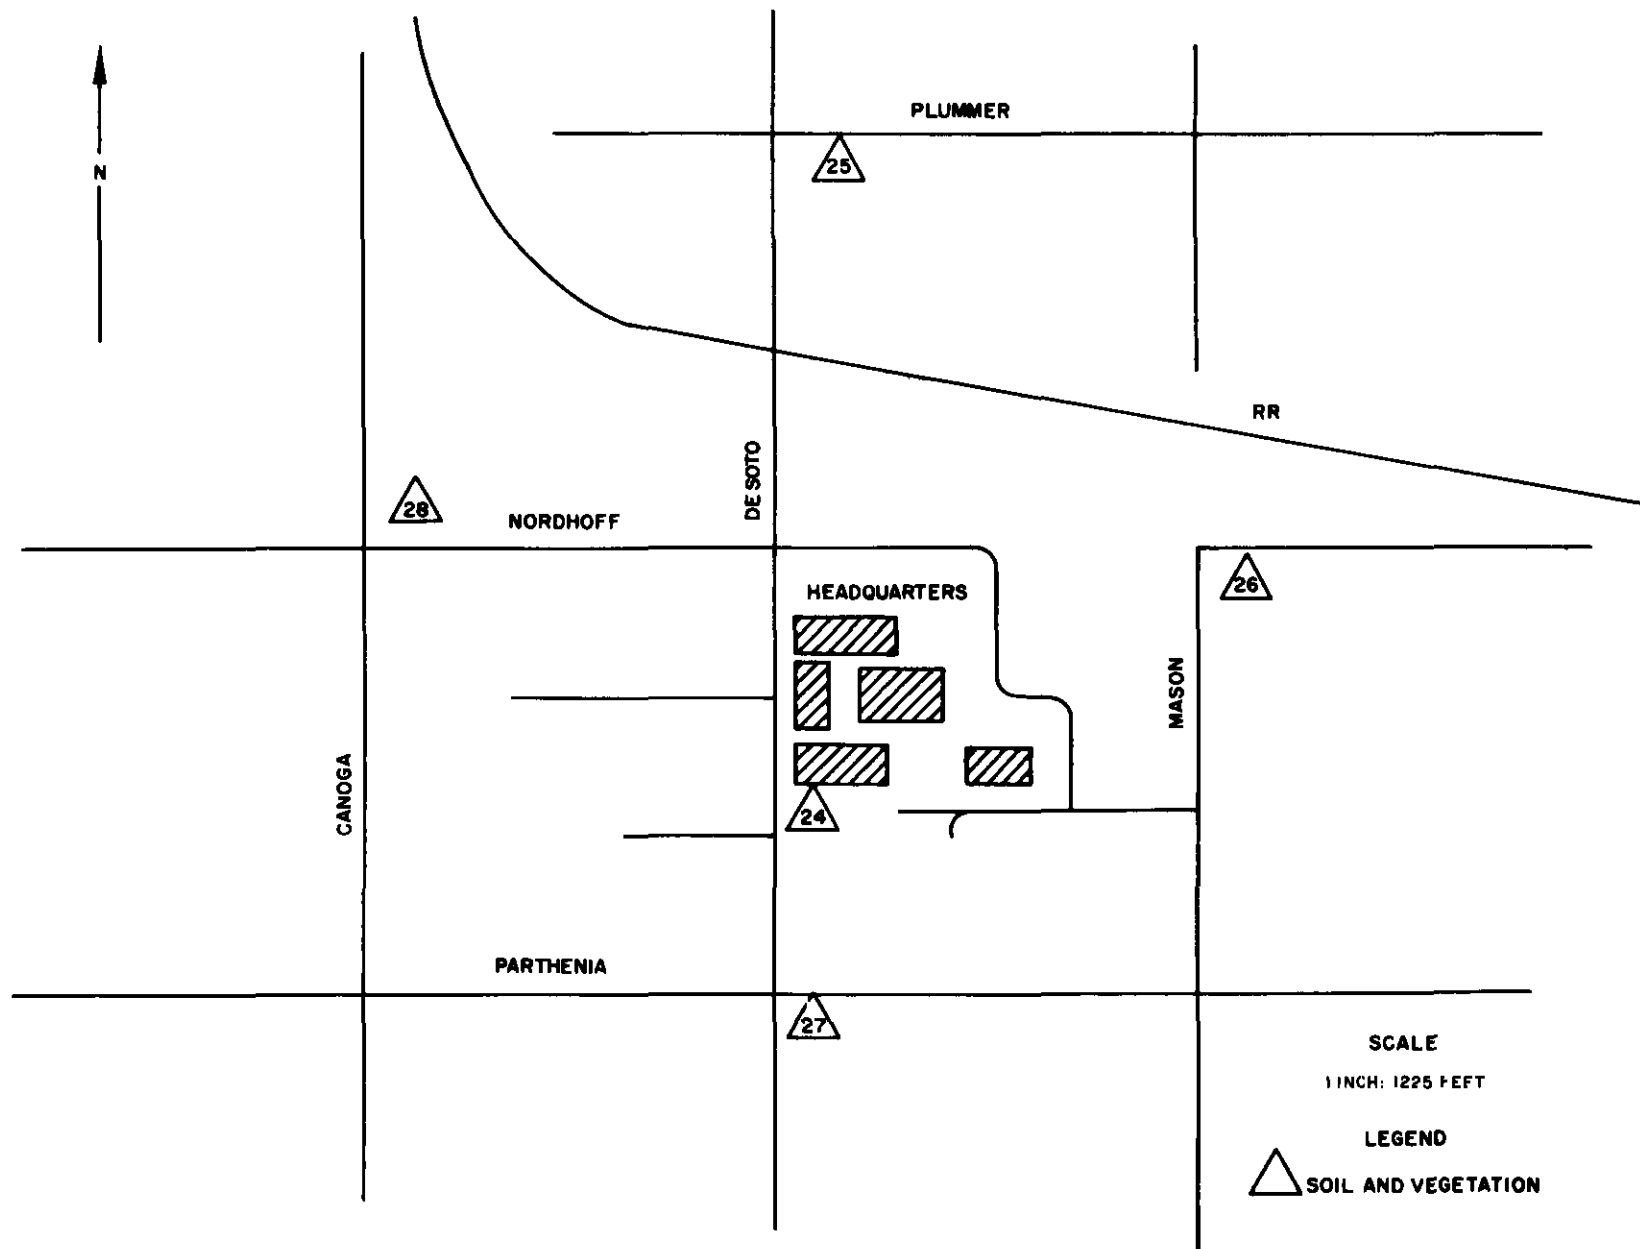 PLUMMER
25
N
RR
DE SOTO
28
NORDHOFF
26
HEADQUARTERS
MASON
CANOGA
24
PARTHENIA
27
SCALE
1 INCH: 1225 FEET
LEGEND
SOIL AND VEGETATION